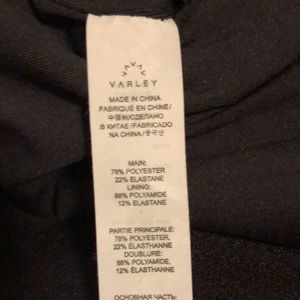 VARLEY
MADE IN CHINA
FABRIQUÉ EN CHINE/
中国制/СДЕЛАНО
В КИТАЕ/FABRICADO
NA CHINA/중국산
MAIN:
78% POLYESTER
22% ELASTANE
LINING:
88% POLYAMIDE
12% ELASTANE
PARTIE PRINCIPALE:
78% POLYESTER,
22% ÉLASTHANNE
DOUBLURE:
88% POLYAMIDE,
12% ÉLASTHANNE
ОСНОВНАЯ ЧАСТЬ: